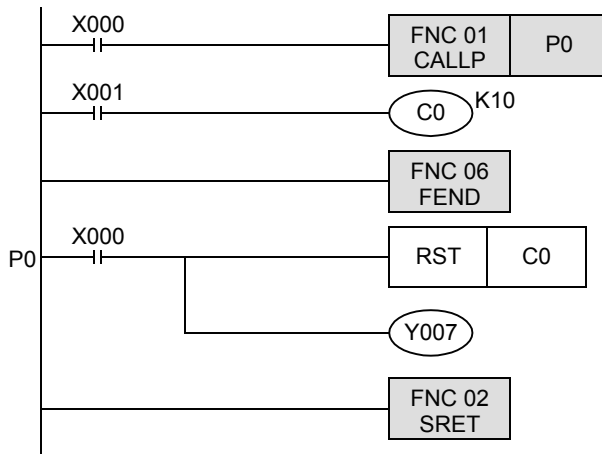 X000
FNC 01
CALLP
P0
X001
C0
K10
FNC 06
FEND
X000
P0
RST
C0
Y007
FNC 02
SRET